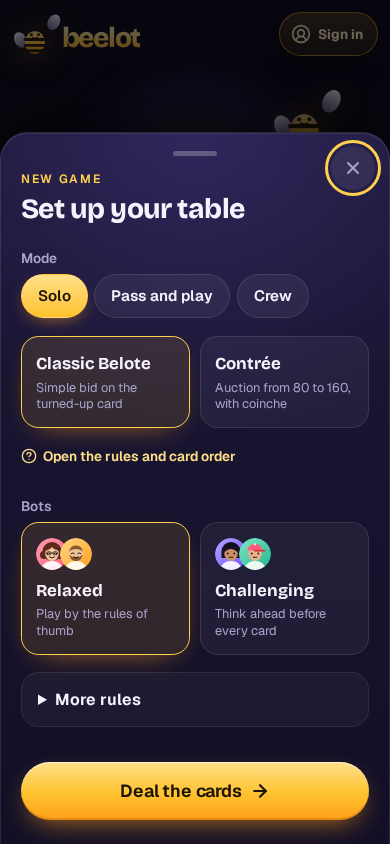 beelot
Sign in
NEW GAME
Set up your table
Mode
Solo
Pass and play
Crew
Classic Belote
Simple bid on the
turned-up card
Contrée
Auction from 80 to 160,
with coinche
Open the rules and card order
Bots
Relaxed
Play by the rules of
thumb
Challenging
Think ahead before
every card
More rules
Deal the cards →